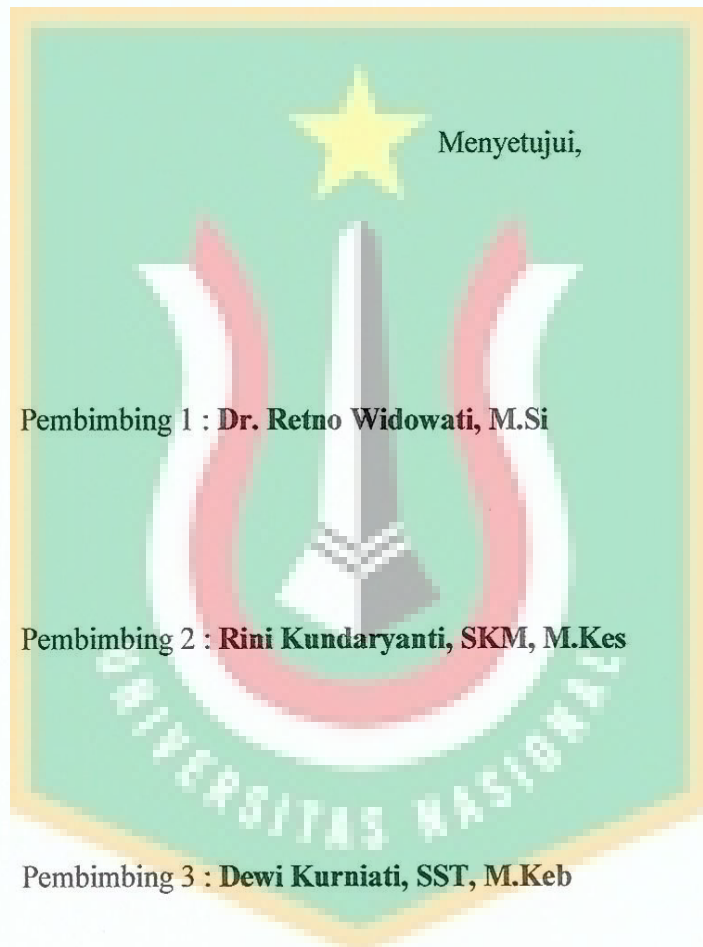 Menyetujui,
Pembimbing 1 : Dr. Retno Widowati, M.Si
Pembimbing 2 : Rini Kundaryanti, SKM, M.Kes
UNIVERSITAS NASIONAL
Pembimbing 3 : Dewi Kurniati, SST, M.Keb